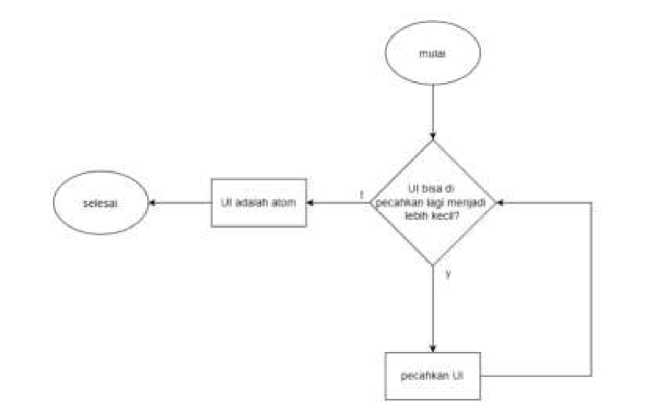 mulai
UI bisa di
pecahkan lagi menjadi
lebih kecil?
t
UI adalah atom
selesai
y
pecahkan UI